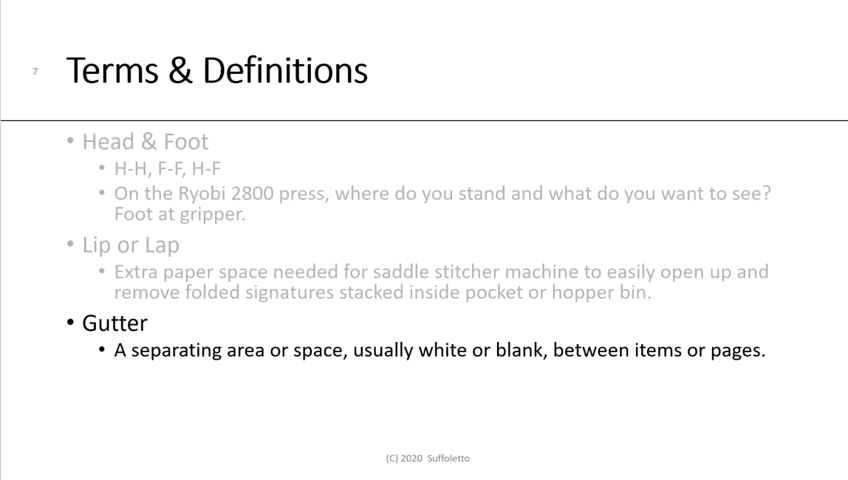 7
Terms & Definitions
• Head & Foot
• H-H, F-F, H-F
• On the Ryobi 2800 press, where do you stand and what do you want to see?
Foot at gripper.
• Lip or Lap
• Extra paper space needed for saddle stitcher machine to easily open up and
remove folded signatures stacked inside pocket or hopper bin.
• Gutter
• A separating area or space, usually white or blank, between items or pages.
(C) 2020 Suffoletto